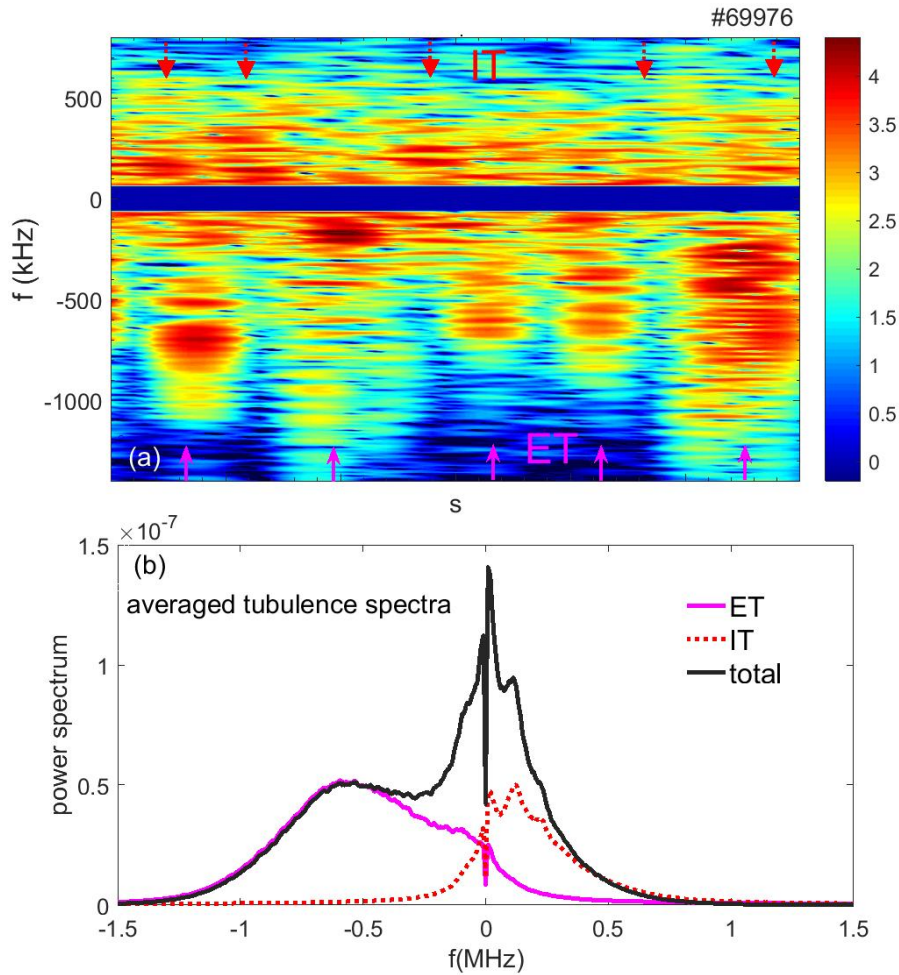 #69976
IT
500
0
-500
-1000
f (kHz)
(a)
ET
s
4
3.5
3
2.5
2
1.5
1
0.5
0
×10⁻⁷
(b)
averaged tubulence spectra
ET
IT
total
1.5
1
0.5
0
power spectrum
-1.5 -1 -0.5 0 0.5 1 1.5
f(MHz)